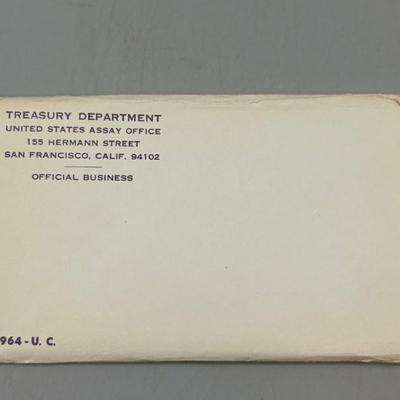 TREASURY DEPARTMENT
UNITED STATES ASSAY OFFICE
155 HERMANN STREET
SAN FRANCISCO, CALIF. 94102
OFFICIAL BUSINESS
964 - U. C.